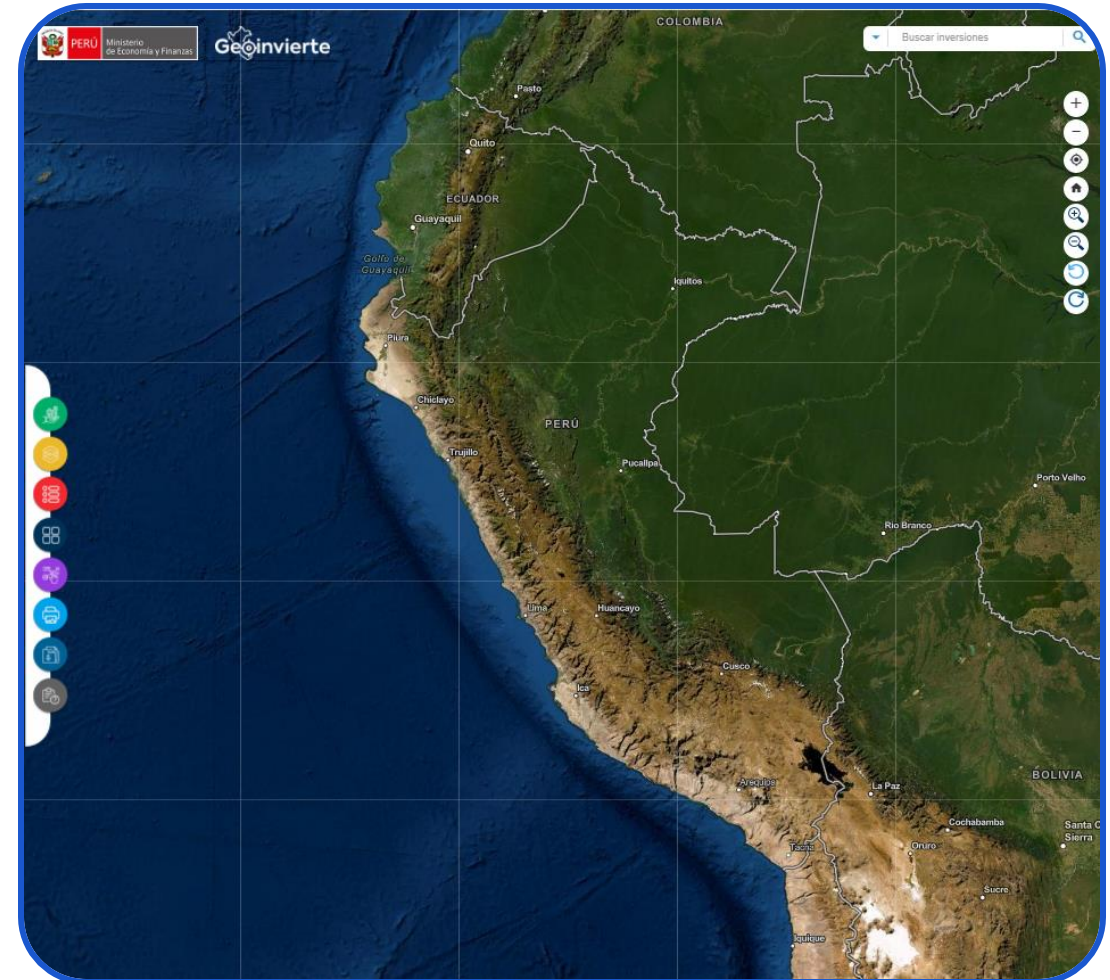 COLOMBIA
PERÚ
Ministerio
de Economía y Finanzas
Geoinvierte
Buscar inversiones
Pasto
Quito
ECUADOR
Guayaquil
Golfo de
Guayaquil
Iquitos
Piura
Chiclayo
PERÚ
Trujillo
Pucallpa
Porto Velho
Rio Branco
Lima
Huancayo
Cusco
Ica
BOLIVIA
Arequipa
La Paz
Cochabamba
Santa C
Sierra
Tacna
Oruro
Sucre
Iquique